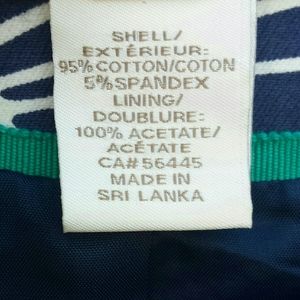 SHELL/
EXTÉRIEUR:
95% COTTON/COTON
5% SPANDEX
LINING/
DOUBLURE:
100% ACETATE/
ACÉTATE
CA# 56445
MADE IN
SRI LANKA